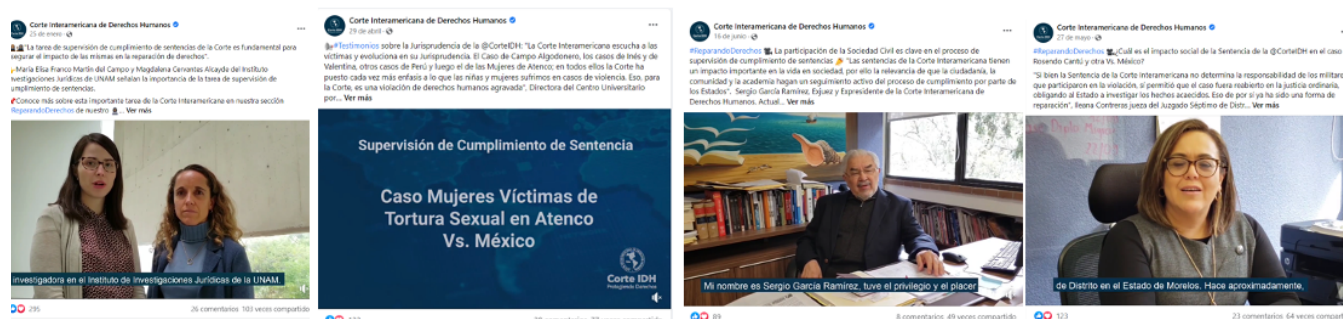 Corte Interamericana de Derechos Humanos
25 de enero
"La tarea de supervisión de cumplimiento de sentencias de la Corte es fundamental para
segurar el impacto de las mismas en la reparación de derechos".
María Elisa Franco Martín del Campo y Magdalena Cervantes Alcayde del Instituto
nvestigaciones Jurídicas de UNAM señalan la importancia de la tarea de supervisión de
umplimiento de sentencias.
Conoce más sobre esta importante tarea de la Corte Interamericana en nuestra sección
ReparandoDerechos de nuestro ... Ver más
investigadora en el Instituto de Investigaciones Jurídicas de la UNAM
295
26 comentarios 103 veces compartido
Corte Interamericana de Derechos Humanos
29 de abril
#Testimonios sobre la Jurisprudencia de la @CorteIDH: "La Corte Interamericana escucha a las
víctimas y evoluciona en su Jurisprudencia. El Caso de Campo Algodonero, los casos de Inés y de
Valentina, otros casos de Perú y luego el de las Mujeres de Atenco; en todos ellos la Corte ha
puesto cada vez más énfasis a lo que las niñas y mujeres sufrimos en casos de violencia. Eso, para
la Corte, es una violación de derechos humanos agravada". Directora del Centro Universitario
por... Ver más
Supervisión de Cumplimiento de Sentencia
Caso Mujeres Víctimas de
Tortura Sexual en Atenco
Vs. México
Corte IDH
Protegiendo Derechos
Corte Interamericana de Derechos Humanos
16 de junio
#ReparandoDerechos La participación de la Sociedad Civil es clave en el proceso de
supervisión de cumplimiento de sentencias "Las sentencias de la Corte Interamericana tienen
un impacto importante en la vida en sociedad, por ello la relevancia de que la ciudadanía, la
comunidad y la academia hagan un seguimiento activo del proceso de cumplimiento por parte de
los Estados". Sergio García Ramírez, Exjuez y Expresidente de la Corte Interamericana de
Derechos Humanos. Actual... Ver más
Mi nombre es Sergio García Ramírez, tuve el privilegio y el placer
89
8 comentarios 49 veces compartido
Corte Interamericana de Derechos Humanos
27 de mayo
#ReparandoDerechos ¿Cuál es el impacto social de la Sentencia de la @CorteIDH en el caso
Rosendo Cantú y otra Vs. México?
"Si bien la Sentencia de la Corte Interamericana no determina la responsabilidad de los militar
que participaron en la violación, sí permitió que el caso fuera reabierto en la justicia ordinaria,
obligando al Estado a investigar los hechos acaecidos. Eso de por sí ya ha sido una forma de
reparación". Ileana Contreras jueza del Juzgado Séptimo de Distr... Ver más
de Distrito en el Estado de Morelos. Hace aproximadamente,
123
23 comentarios 64 veces compartido